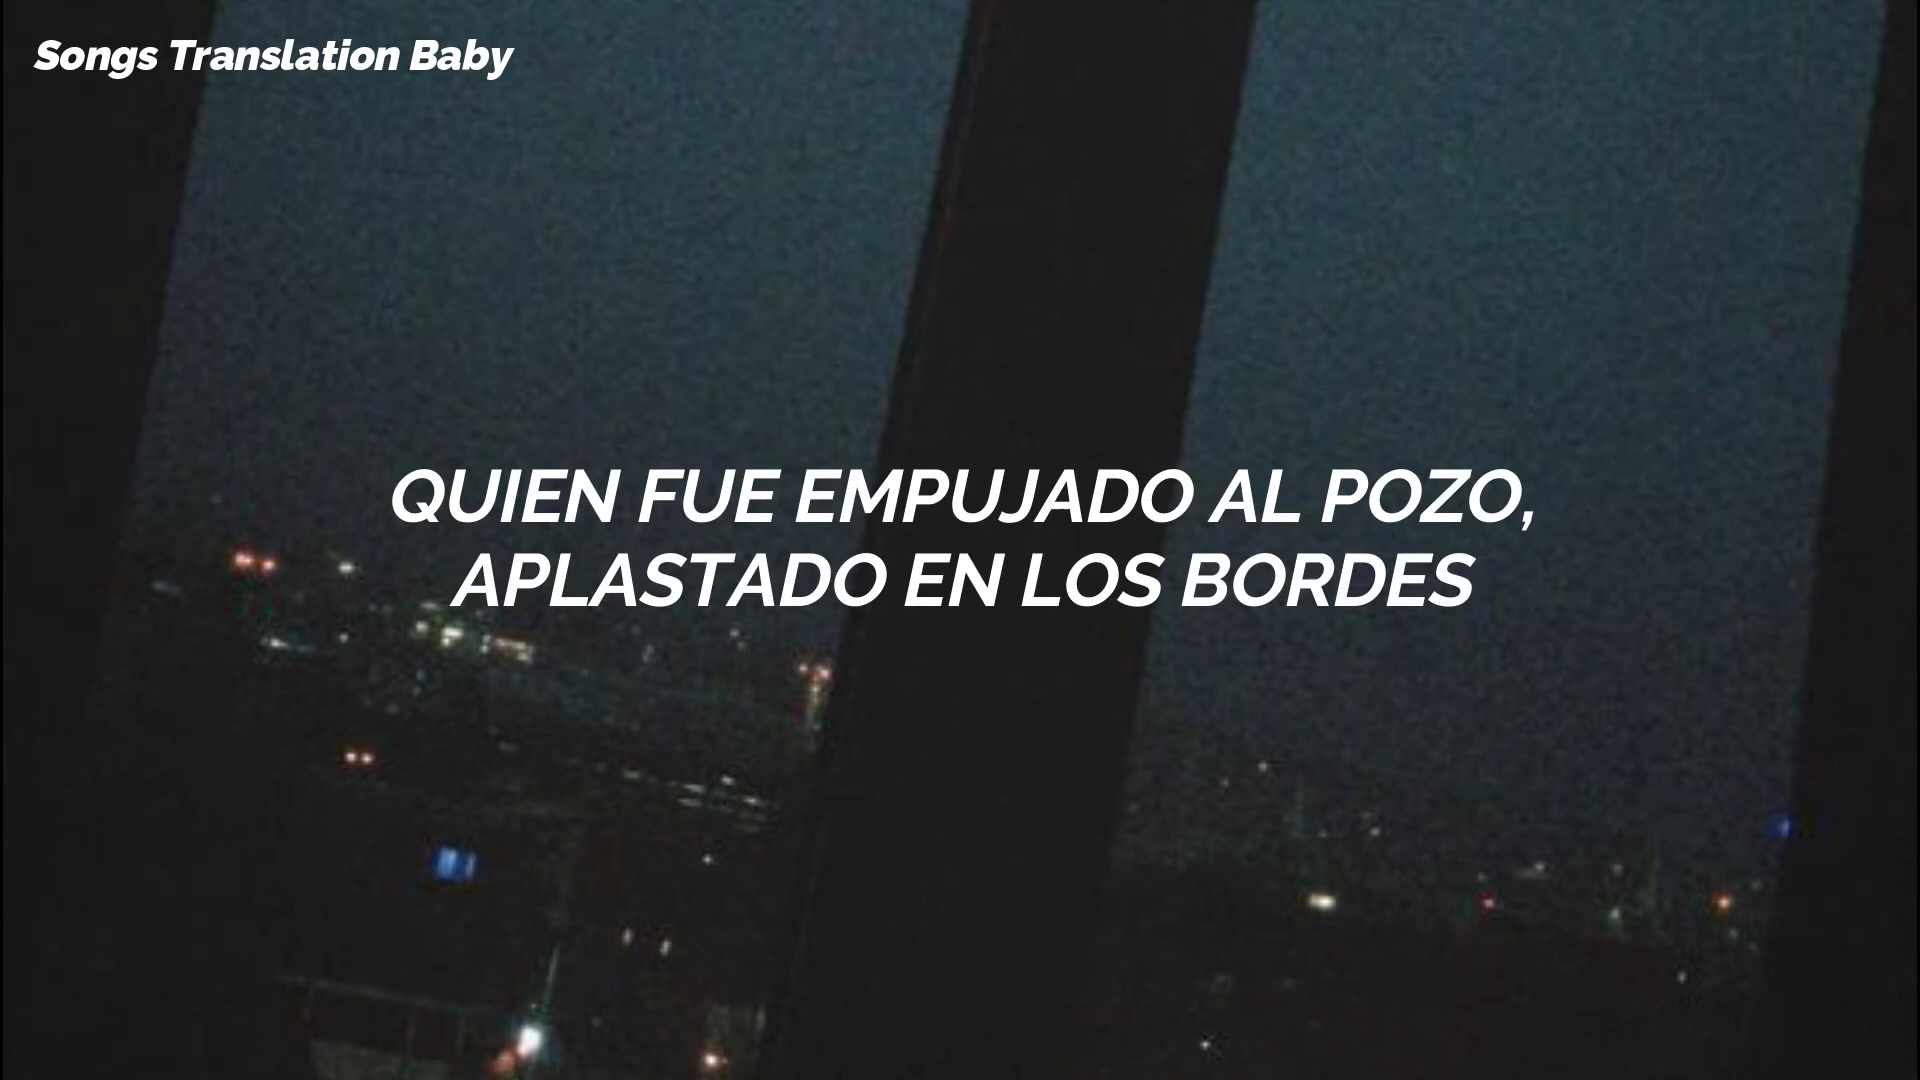 Songs Translation Baby
QUIEN FUE EMPUJADO AL POZO,
APLASTADO EN LOS BORDES